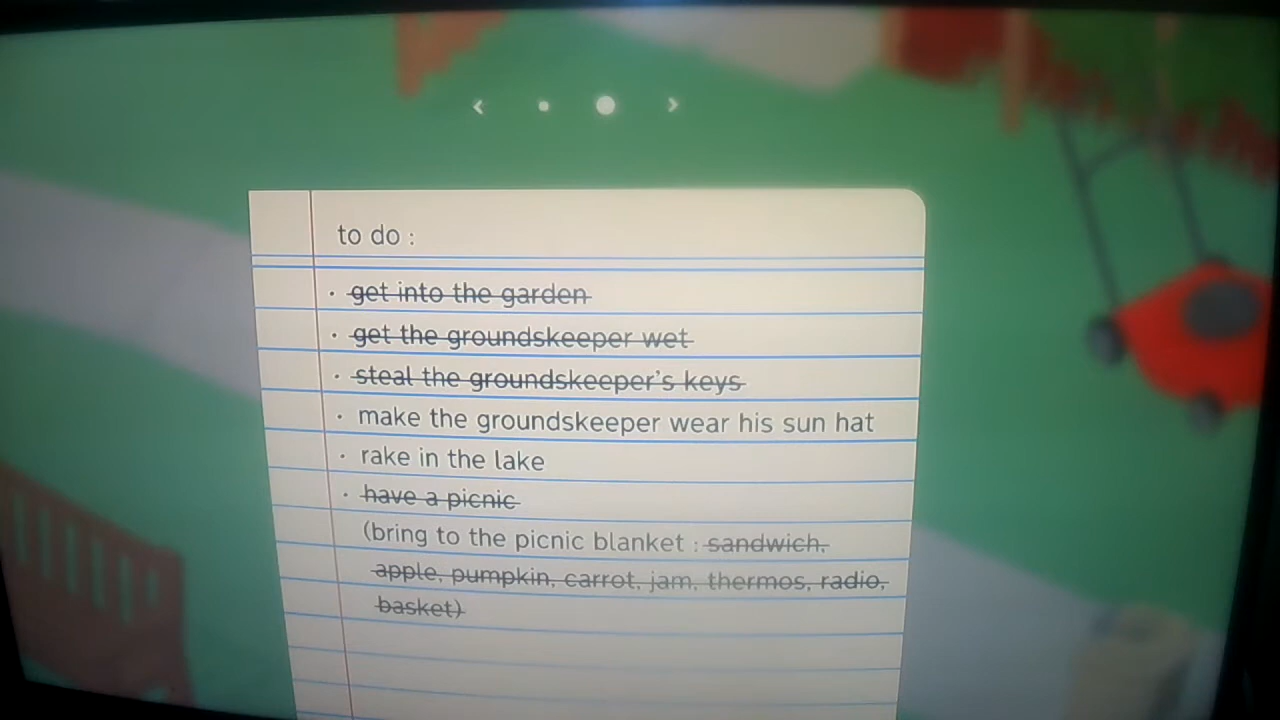 to do :
· get into the garden
· get the groundskeeper wet
· steal the groundskeeper's keys
· make the groundskeeper wear his sun hat
· rake in the lake
· have a picnic
(bring to the picnic blanket : sandwich,
apple, pumpkin, carrot, jam, thermos, radio,
basket)